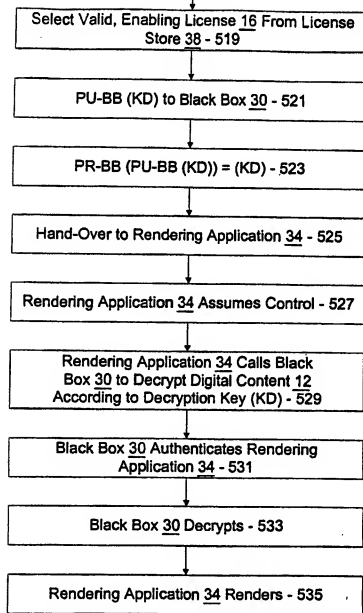 Select Valid, Enabling License 16 From License
Store 38 - 519
PU-BB (KD) to Black Box 30 - 521
PR-BB (PU-BB (KD)) = (KD) - 523
Hand-Over to Rendering Application 34 - 525
Rendering Application 34 Assumes Control - 527
Rendering Application 34 Calls Black
Box 30 to Decrypt Digital Content 12
According to Decryption Key (KD) - 529
Black Box 30 Authenticates Rendering
Application 34 - 531
Black Box 30 Decrypts - 533
Rendering Application 34 Renders - 535